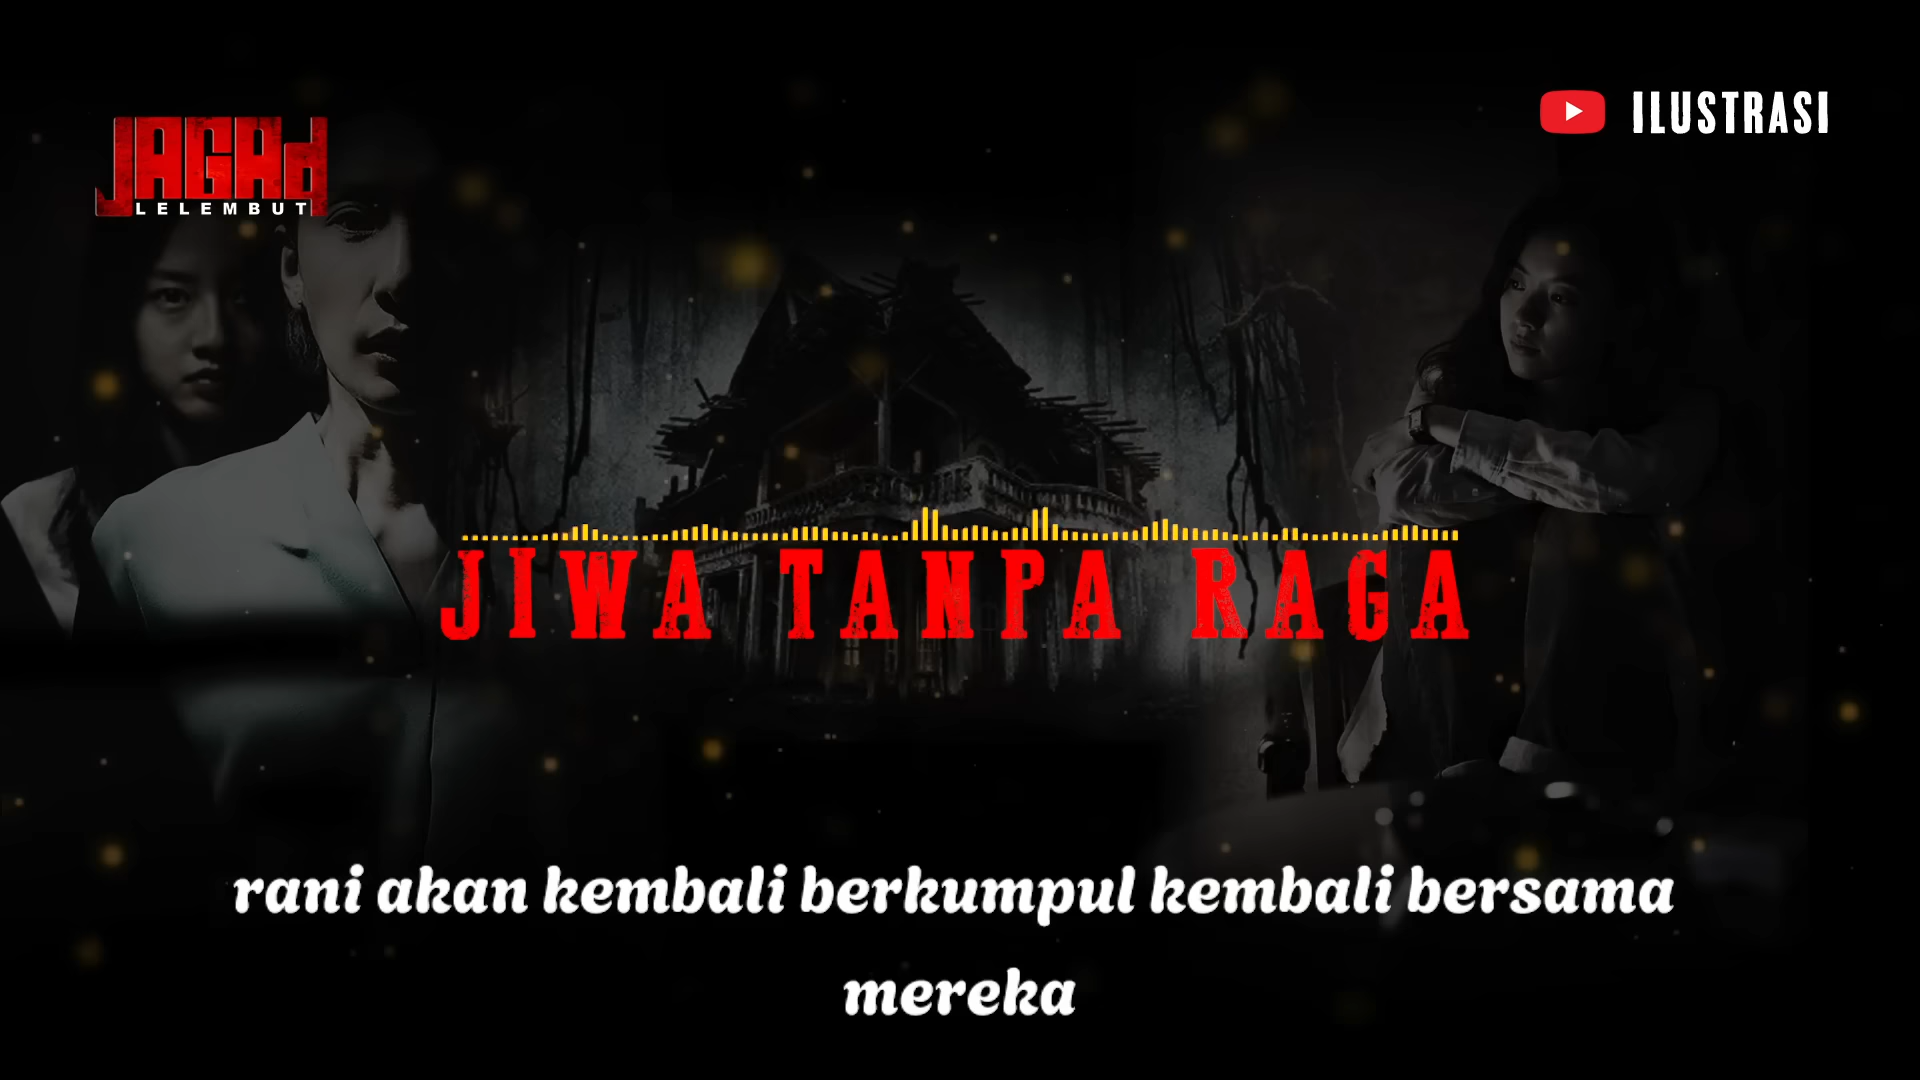 JAGAd
LELEMBUT
ILUSTRASI
JIWA TANPA RAGA
rani akan kembali berkumpul kembali bersama
mereka